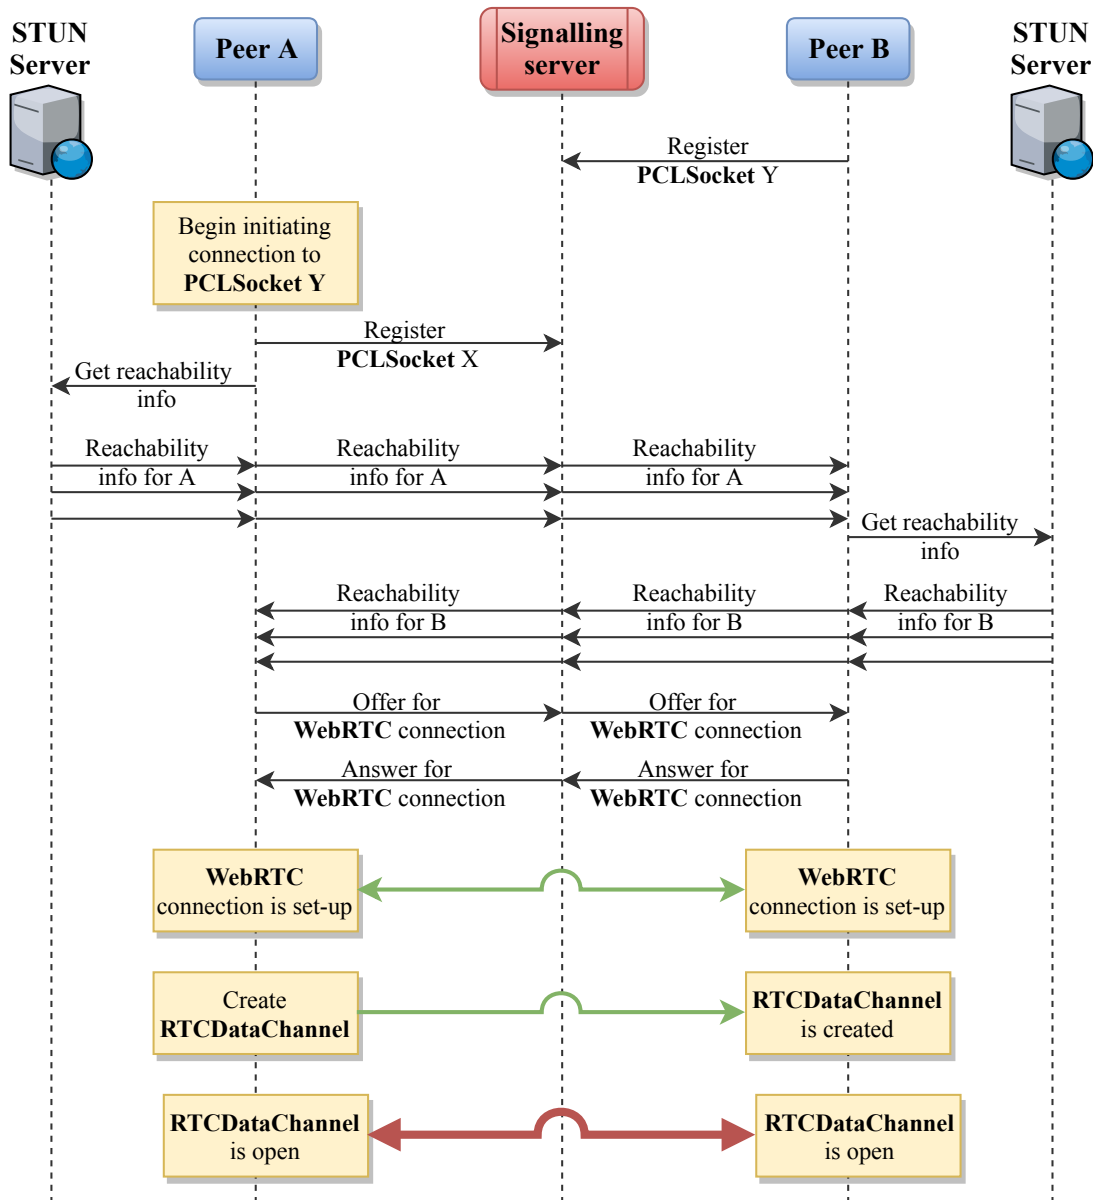 STUN
Server
Peer A
Signalling
server
Peer B
STUN
Server
Register
PCLSocket Y
Begin initiating
connection to
PCLSocket Y
Register
PCLSocket X
Get reachability
info
Reachability
info for A
Reachability
info for A
Reachability
info for A
Get reachability
info
Reachability
info for B
Reachability
info for B
Reachability
info for B
Offer for
WebRTC connection
Offer for
WebRTC connection
Answer for
WebRTC connection
Answer for
WebRTC connection
WebRTC
connection is set-up
WebRTC
connection is set-up
Create
RTCDataChannel
RTCDataChannel
is created
RTCDataChannel
is open
RTCDataChannel
is open